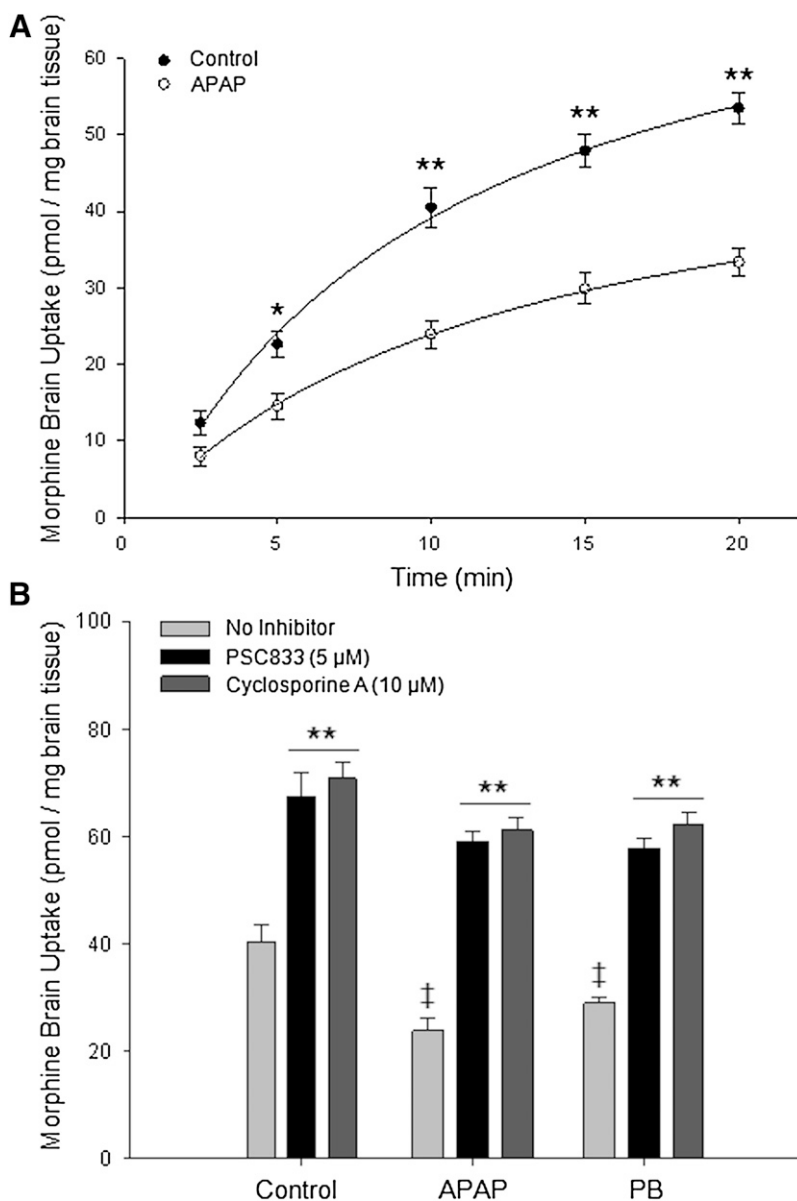 A
Morphine Brain Uptake (pmol / mg brain tissue)
60
50
40
30
20
10
0
Control
APAP
*
**
**
**
0
5
10
15
20
Time (min)
B
Morphine Brain Uptake (pmol / mg brain tissue)
100
80
60
40
20
0
No Inhibitor
PSC833 (5 μM)
Cyclosporine A (10 μM)
**
**
**
‡
‡
Control
APAP
PB